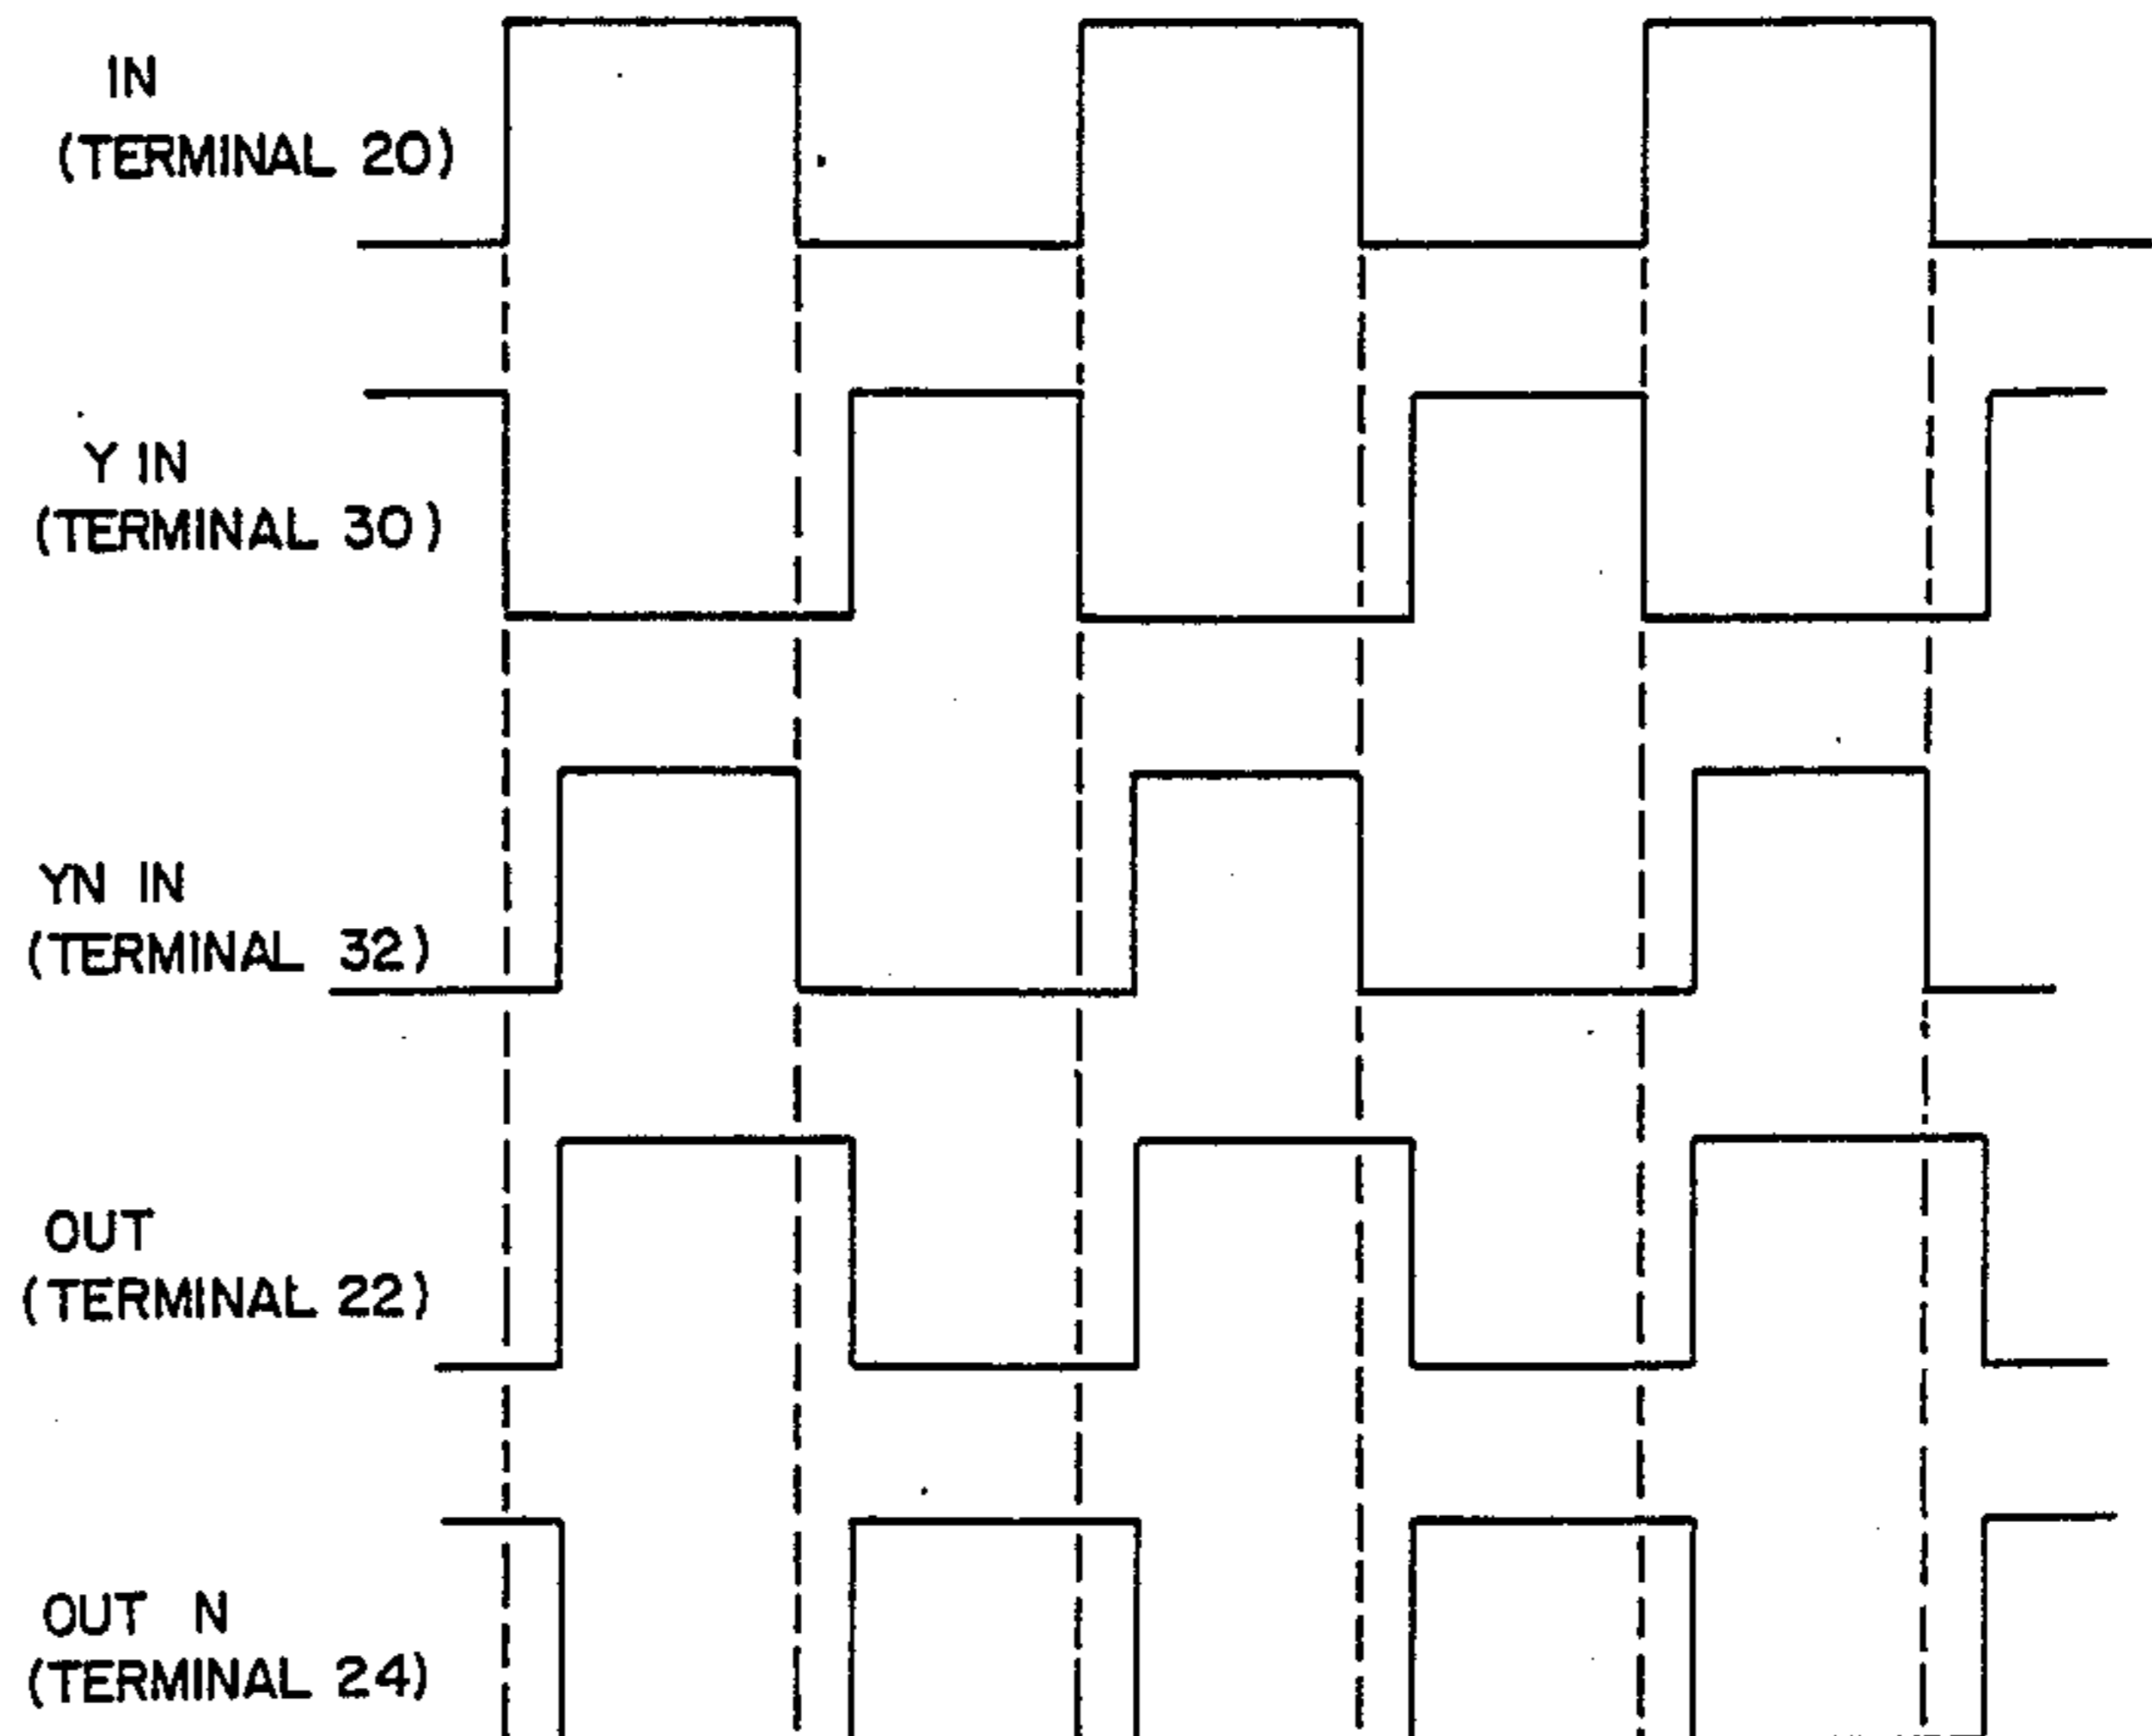 IN
(TERMINAL 20)
Y IN
(TERMINAL 30)
YN IN
(TERMINAL 32)
OUT
(TERMINAL 22)
OUT N
(TERMINAL 24)